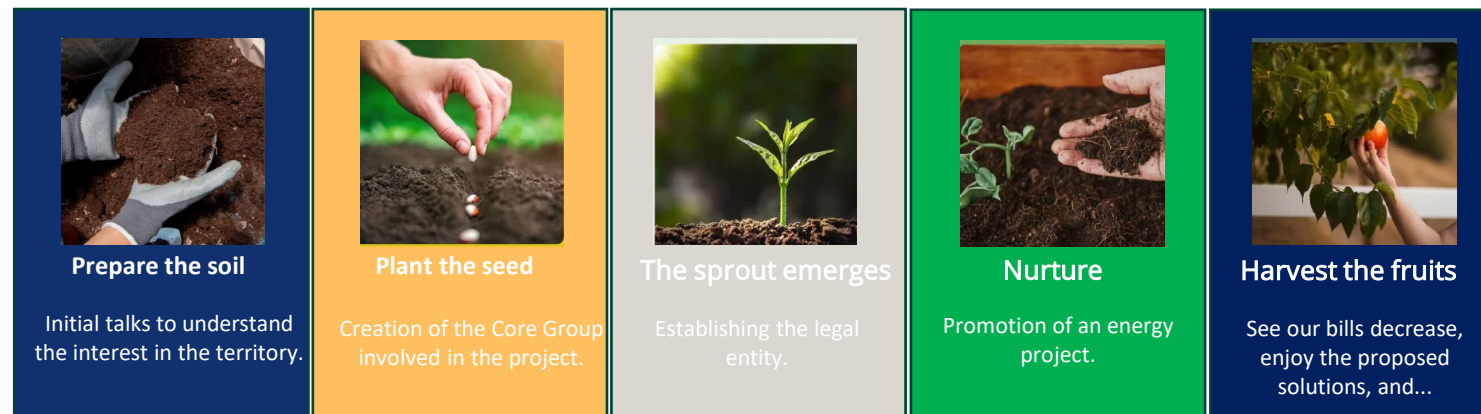 Prepare the soil
Initial talks to understand
the interest in the territory.
Plant the seed
Creation of the Core Group
involved in the project.
The sprout emerges
Establishing the legal
entity.
Nurture
Promotion of an energy
project.
Harvest the fruits
See our bills decrease,
enjoy the proposed
solutions, and...